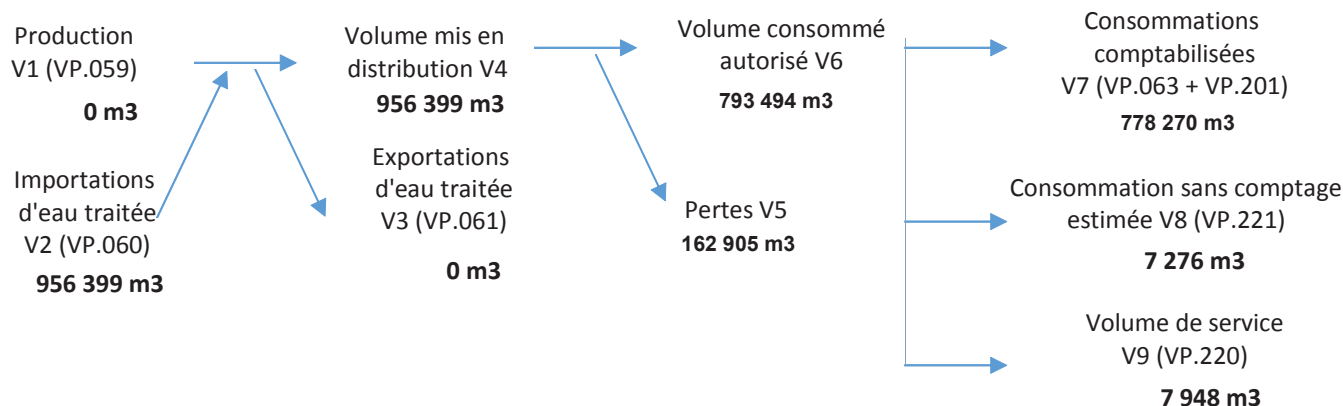 Production
V1 (VP.059)
0 m3
Importations
d'eau traitée
V2 (VP.060)
956 399 m3
Volume mis en
distribution V4
956 399 m3
Exportations
d'eau traitée
V3 (VP.061)
0 m3
Volume consommé
autorisé V6
793 494 m3
Pertes V5
162 905 m3
Consommations
comptabilisées
V7 (VP.063 + VP.201)
778 270 m3
Consommation sans comptage
estimée V8 (VP.221)
7 276 m3
Volume de service
V9 (VP.220)
7 948 m3